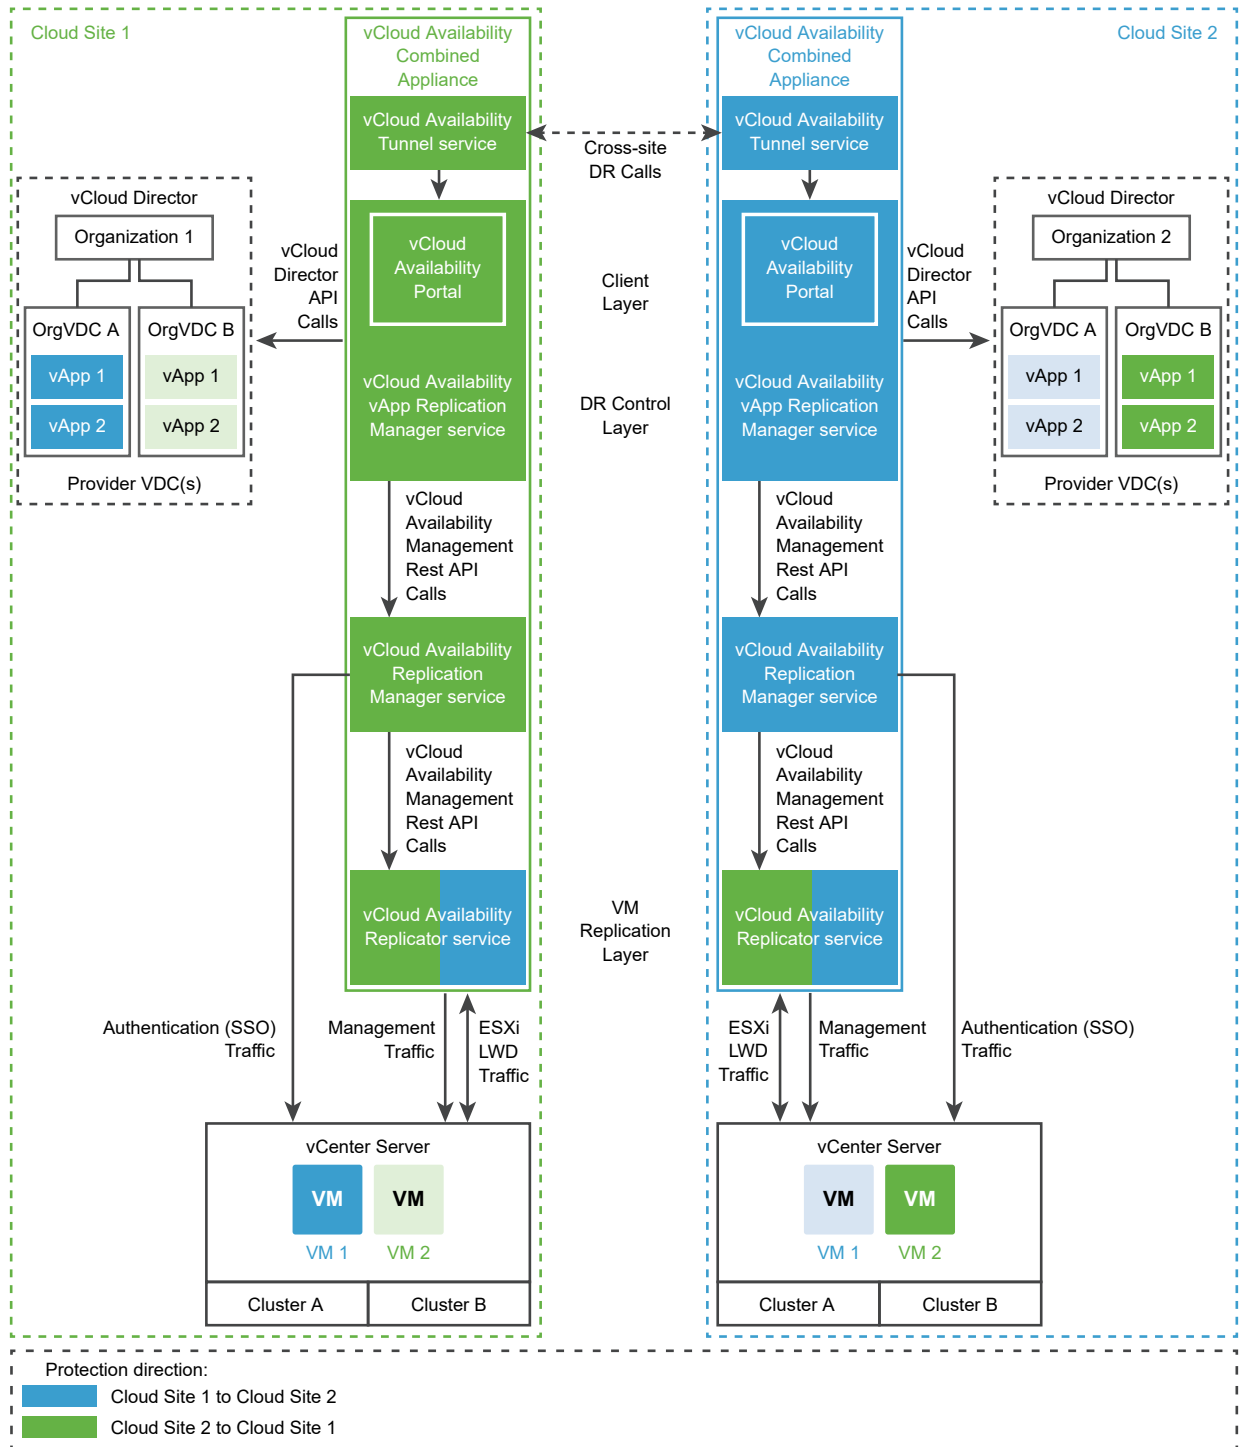 Cloud Site 1
vCloud Availability
Combined
Appliance
vCloud Availability
Tunnel service
vCloud Director
Organization 1
OrgVDC A
vApp 1
vApp 2
OrgVDC B
vApp 1
vApp 2
Provider VDC(s)
vCloud
Director
API
Calls
vCloud
Availability
Portal
vCloud Availability
vApp Replication
Manager service
vCloud
Availability
Management
Rest API
Calls
vCloud Availability
Replication
Manager service
vCloud
Availability
Management
Rest API
Calls
vCloud Availability
Replicator service
Authentication (SSO)
Traffic
Management
Traffic
ESXi
LWD
Traffic
vCenter Server
VM
VM 1
VM
VM 2
Cluster A
Cluster B
Cross-site
DR Calls
Client
Layer
DR Control
Layer
VM
Replication
Layer
Cloud Site 2
vCloud Availability
Combined
Appliance
vCloud Availability
Tunnel service
vCloud
Availability
Portal
vCloud Availability
vApp Replication
Manager service
vCloud
Director
API
Calls
vCloud Director
Organization 2
OrgVDC A
vApp 1
vApp 2
OrgVDC B
vApp 1
vApp 2
Provider VDC(s)
vCloud
Availability
Management
Rest API
Calls
vCloud Availability
Replication
Manager service
vCloud
Availability
Management
Rest API
Calls
vCloud Availability
Replicator service
ESXi
LWD
Traffic
Management
Traffic
Authentication (SSO)
Traffic
vCenter Server
VM
VM 1
VM
VM 2
Cluster A
Cluster B
Protection direction:
Cloud Site 1 to Cloud Site 2
Cloud Site 2 to Cloud Site 1